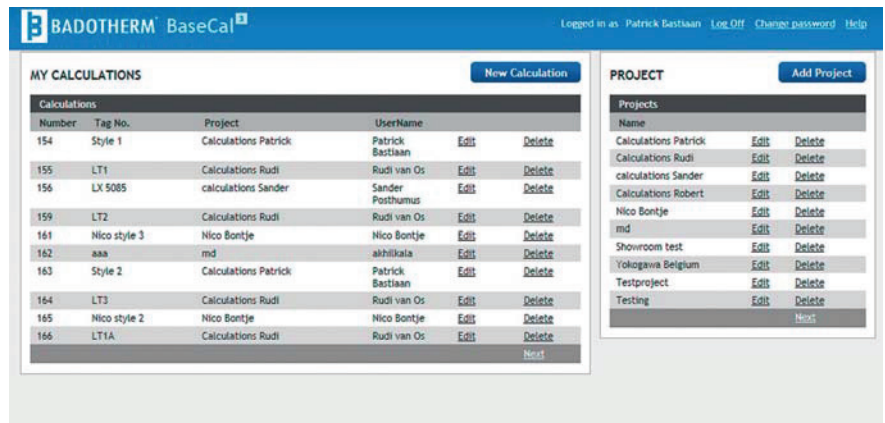 BADOTHERM BaseCal3
Logged in as Patrick Bastiaan Log Off Change password Help
MY CALCULATIONS New Calculation
Calculations
Number Tag No. Project UserName
154 Style 1 Calculations Patrick Patrick Bastiaan Edit Delete
155 LT1 Calculations Rudi Rudi van Os Edit Delete
156 LX 5085 calculations Sander Sander Posthumus Edit Delete
159 LT2 Calculations Rudi Rudi van Os Edit Delete
161 Nico style 3 Nico Bontje Nico Bontje Edit Delete
162 aaa md akhilkala Edit Delete
163 Style 2 Calculations Patrick Patrick Bastiaan Edit Delete
164 LT3 Calculations Rudi Rudi van Os Edit Delete
165 Nico style 2 Nico Bontje Nico Bontje Edit Delete
166 LT1A Calculations Rudi Rudi van Os Edit Delete
Next
PROJECT Add Project
Projects
Name
Calculations Patrick Edit Delete
Calculations Rudi Edit Delete
calculations Sander Edit Delete
Calculations Robert Edit Delete
Nico Bontje Edit Delete
md Edit Delete
Showroom test Edit Delete
Yokogawa Belgium Edit Delete
Testproject Edit Delete
Testing Edit Delete
Next